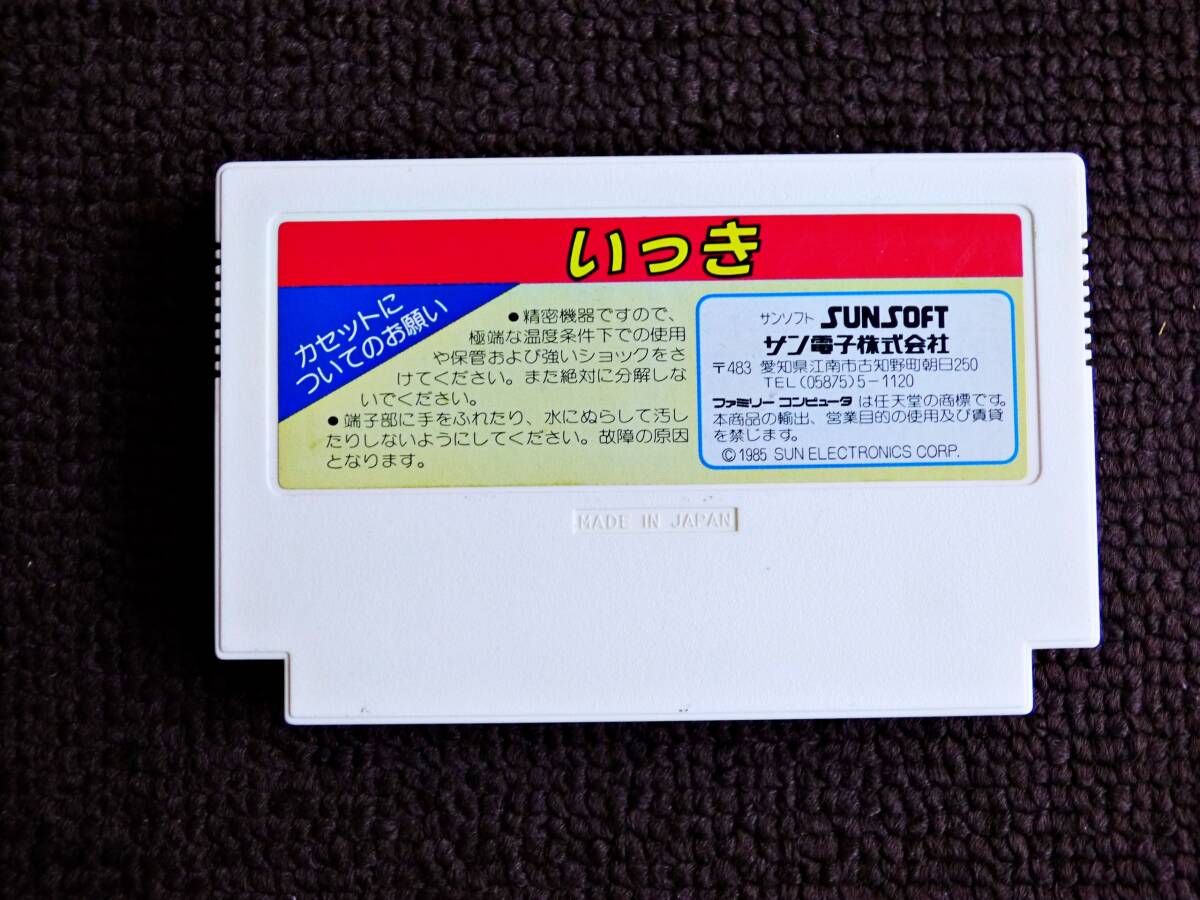 いっき
カセットに
ついてのお願い
●精密機器ですので、
極端な温度条件下での使用
や保管および強いショックをさ
けてください。また絶対に分解しな
いでください。
●端子部に手をふれたり、水にぬらして汚し
たりしないようにしてください。故障の原因
となります。
サンソフト SUNSOFT
サン電子株式会社
〒483 愛知県江南市古知野町朝日250
TEL(05875)5-1120
ファミリー コンピュータ は任天堂の商標です。
本商品の輸出、営業目的の使用及び賃貸
を禁じます。
©1985 SUN ELECTRONICS CORP.
MADE IN JAPAN